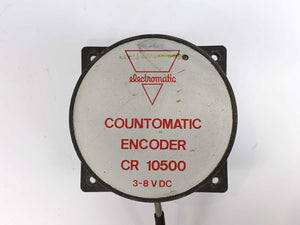 electromatic
COUNTOMATIC
ENCODER
CR 10500
3-8 V DC